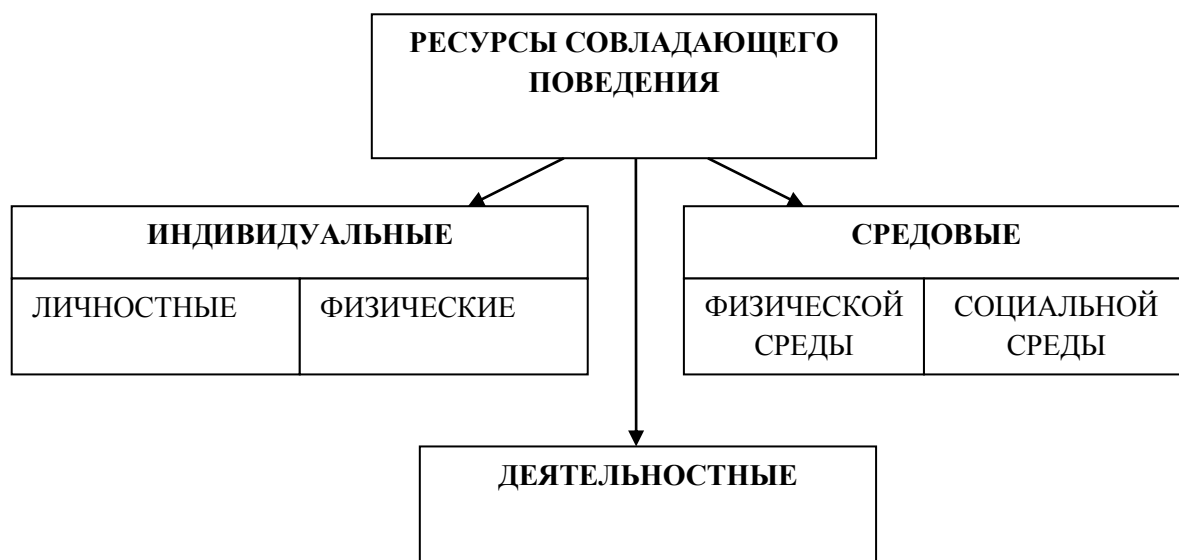 РЕСУРСЫ СОВЛАДАЮЩЕГО
ПОВЕДЕНИЯ
ИНДИВИДУАЛЬНЫЕ
ЛИЧНОСТНЫЕ
ФИЗИЧЕСКИЕ
СРЕДОВЫЕ
ФИЗИЧЕСКОЙ
СРЕДЫ
СОЦИАЛЬНОЙ
СРЕДЫ
ДЕЯТЕЛЬНОСТНЫЕ